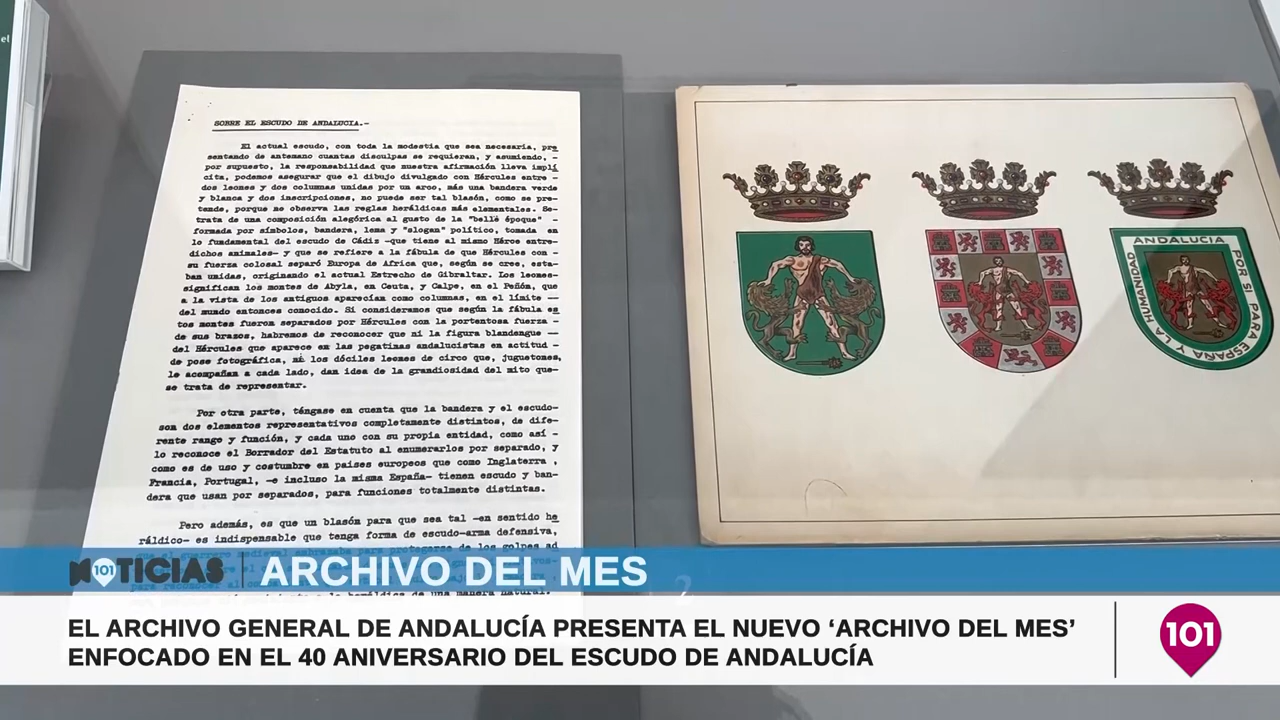 el
SOBRE EL ESCUDO DE ANDALUCIA.-
El actual escudo, con toda la modestia que sea necesaria, pre
sentando de antemano cuantas disculpas se requieran, y asumiendo, -
por supuesto, la responsabilidad que nuestra afirmación lleva implí
cita, podemos asegurar que el dibujo divulgado con Hércules entre -
dos leones y dos columnas unidas por un arco, más una bandera verde
y blanca y dos inscripciones, no puede ser tal blasón, como se pre-
tende, porque no observa las reglas heráldicas más elementales. Se-
trata de una composición alegórica al gusto de la "belle époque" -
formada por símbolos, bandera, lema y "slogan" político, tomada en
lo fundamental del escudo de Cádiz -que tiene al mismo Héroe entre-
dichos animales- y que se refiere a la fábula de que Hércules con -
su fuerza colosal separó Europa de Africa que, según se cree, esta-
ban unidas, originando el actual Estrecho de Gibraltar. Los leones-
significan los montes de Abyla, en Ceuta, y Calpe, en el Peñón, que
a la vista de los antiguos aparecían como columnas, en el límite --
del mundo entonces conocido. Si consideramos que según la fábula es
tos montes fueron separados por Hércules con la portentosa fuerza -
de sus brazos, habremos de reconocer que ni la figura blandengue --
del Hércules que aparece en las pegatinas andalucistas en actitud -
de pose fotográfica, ni los dóciles leones de circo que, juguetones,
le acompañan a cada lado, dan idea de la grandiosidad del mito que-
se trata de representar.
Por otra parte, téngase en cuenta que la bandera y el escudo-
son dos elementos representativos completamente distintos, de dife-
rente rango y función, y cada uno con su propia entidad, como así -
lo reconoce el Borrador del Estatuto al enumerarlos por separado, y
como es de uso y costumbre en países europeos que como Inglaterra ,
Francia, Portugal, -e incluso la misma España- tienen escudo y ban-
dera que usan por separados, para funciones totalmente distintas.
Pero además, es que un blasón para que sea tal -en sentido he
ráldico- es indispensable que tenga forma de escudo-arma defensiva,
de una manera natural.
ANDALUCIA
POR SI PARA ESPAÑA Y LA HUMANIDAD
NOTICIAS 101
ARCHIVO DEL MES
EL ARCHIVO GENERAL DE ANDALUCÍA PRESENTA EL NUEVO ‘ARCHIVO DEL MES’
ENFOCADO EN EL 40 ANIVERSARIO DEL ESCUDO DE ANDALUCÍA
101